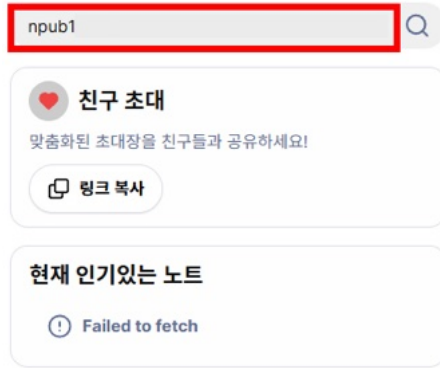 npub1
친구 초대
맞춤화된 초대장을 친구들과 공유하세요!
링크 복사
현재 인기있는 노트
Failed to fetch